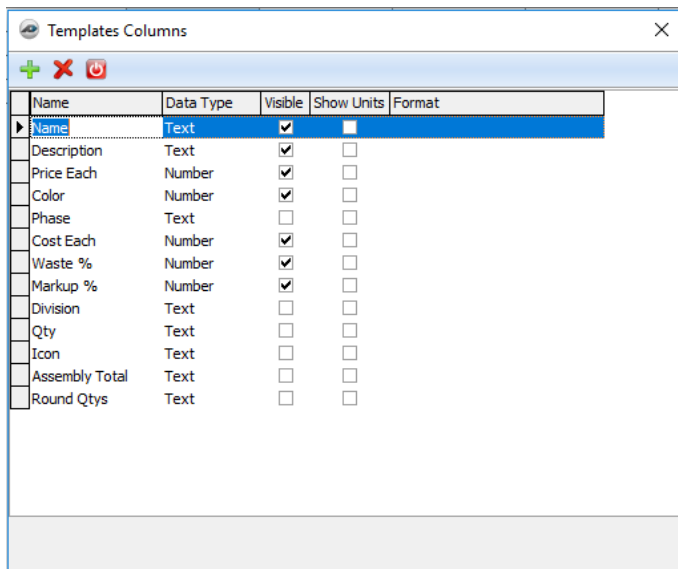 Templates Columns
Name Data Type Visible Show Units Format
Name Text
Description Text
Price Each Number
Color Number
Phase Text
Cost Each Number
Waste % Number
Markup % Number
Division Text
Qty Text
Icon Text
Assembly Total Text
Round Qtys Text